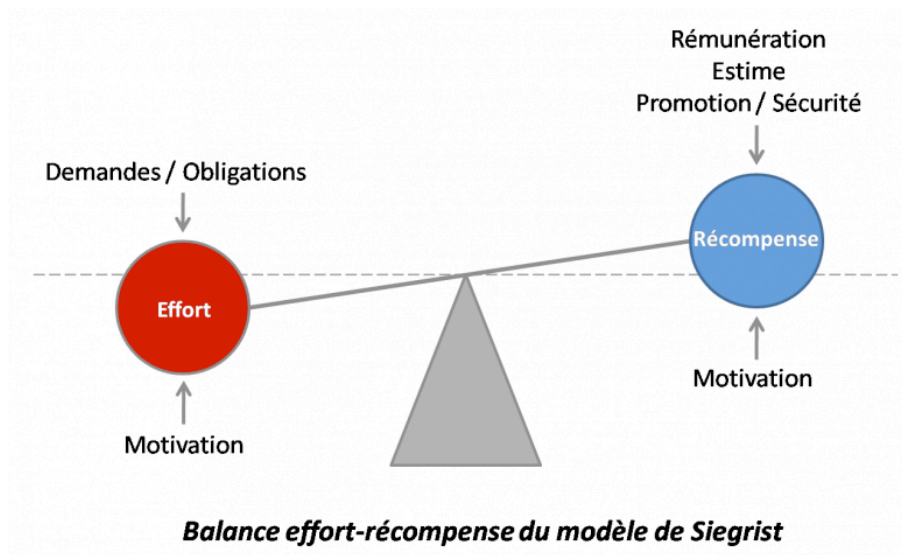 Rémunération
Estime
Promotion / Sécurité
Demandes / Obligations
Récompense
Effort
Motivation
Motivation
Balance effort-récompense du modèle de Siegrist